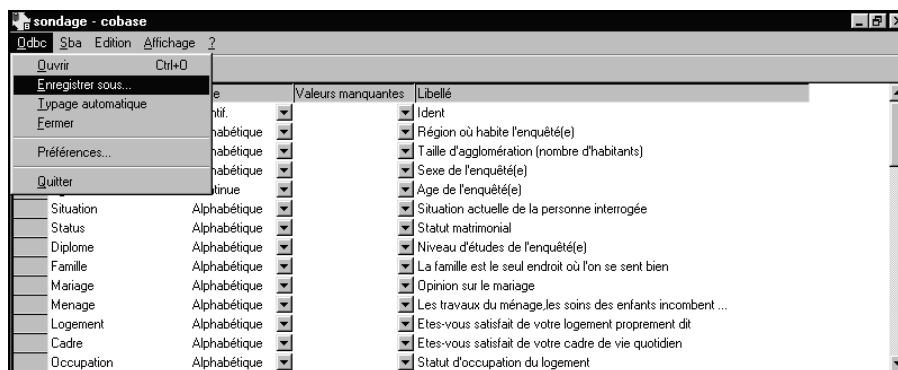 sondage - cobase
Odbc Sba Edition Affichage ?
Ouvrir Ctrl+O
Enregistrer sous...
Typage automatique
Fermer
Préférences...
Quitter
Valeurs manquantes Libellé
Ident
Région où habite l'enquêté(e)
Taille d'agglomération (nombre d'habitants)
Sexe de l'enquêté(e)
Age de l'enquêté(e)
Situation Alphabétique Situation actuelle de la personne interrogée
Status Alphabétique Statut matrimonial
Diplome Alphabétique Niveau d'études de l'enquêté(e)
Famille Alphabétique La famille est le seul endroit où l'on se sent bien
Mariage Alphabétique Opinion sur le mariage
Menage Alphabétique Les travaux du ménage,les soins des enfants incombent ...
Logement Alphabétique Etes-vous satisfait de votre logement proprement dit
Cadre Alphabétique Etes-vous satisfait de votre cadre de vie quotidien
Occupation Alphabétique Statut d'occupation du logement